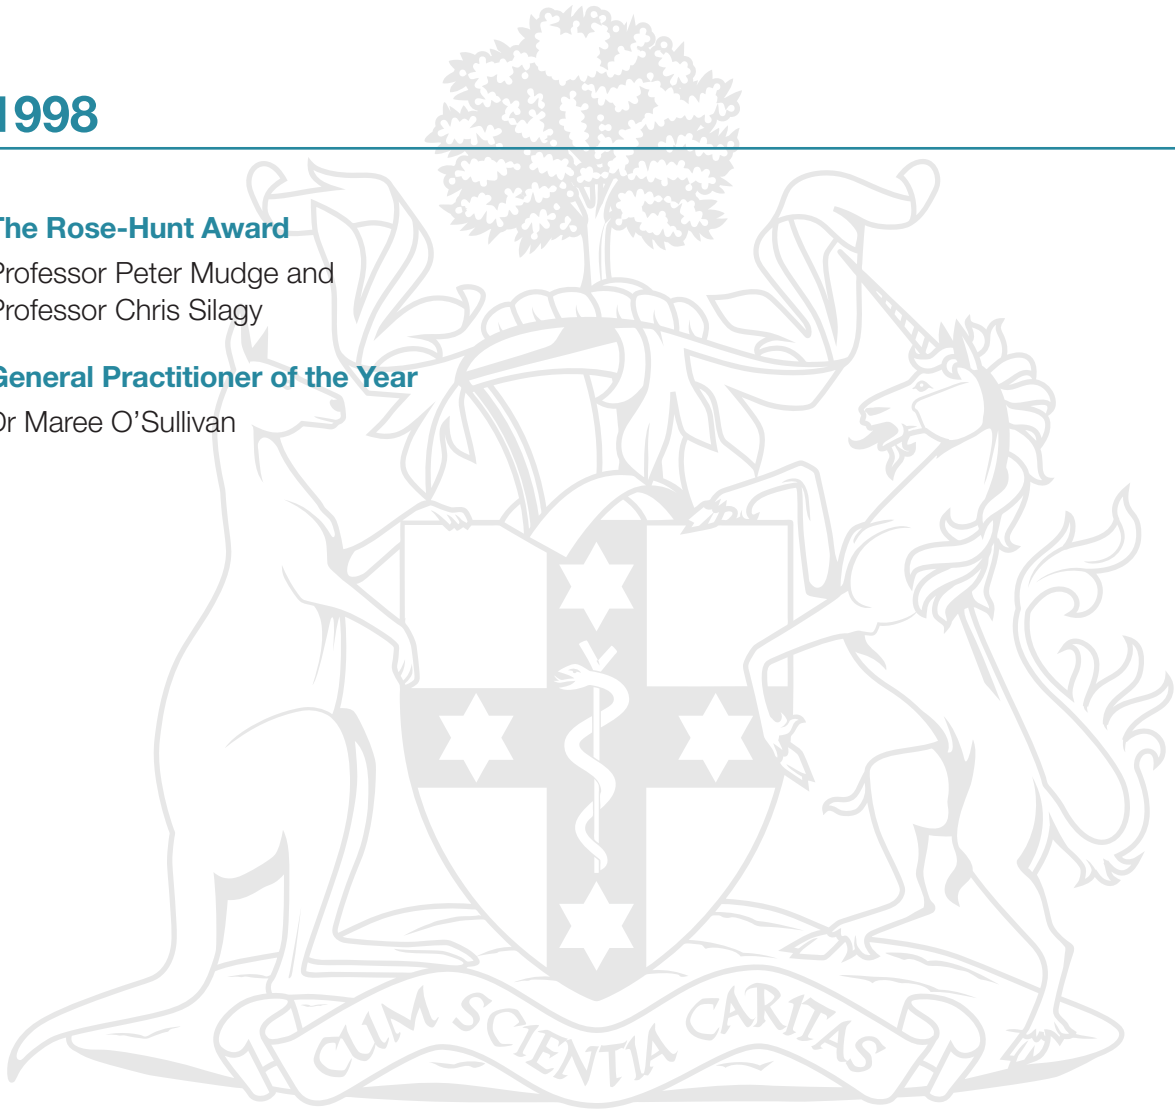 1998
The Rose-Hunt Award
Professor Peter Mudge and
Professor Chris Silagy
General Practitioner of the Year
Dr Maree O’Sullivan
CUM SCIENTIA CARITAS